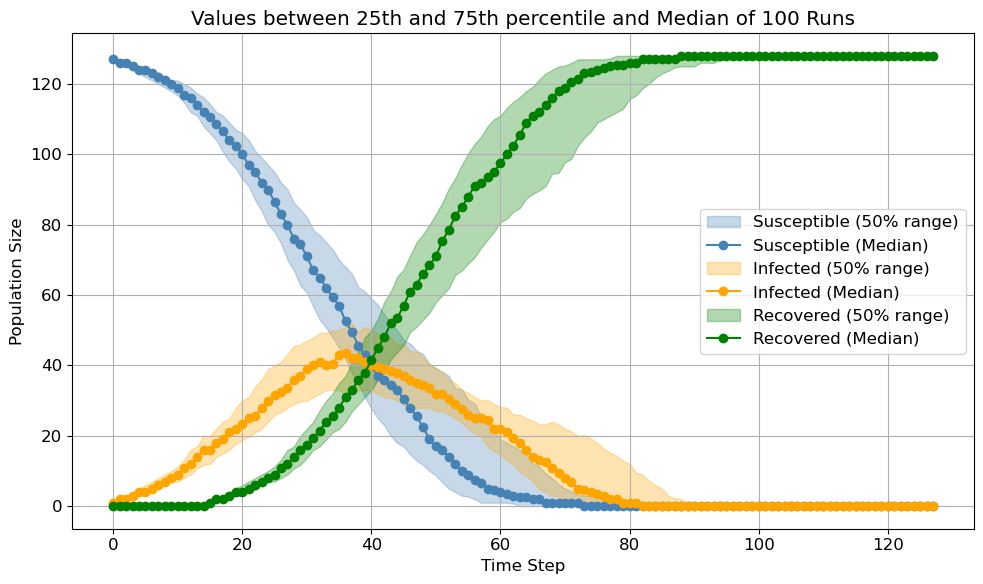 Values between 25th and 75th percentile and Median of 100 Runs
Population Size
120
100
80
60
40
20
0
Susceptible (50% range)
Susceptible (Median)
Infected (50% range)
Infected (Median)
Recovered (50% range)
Recovered (Median)
0 20 40 60 80 100 120
Time Step